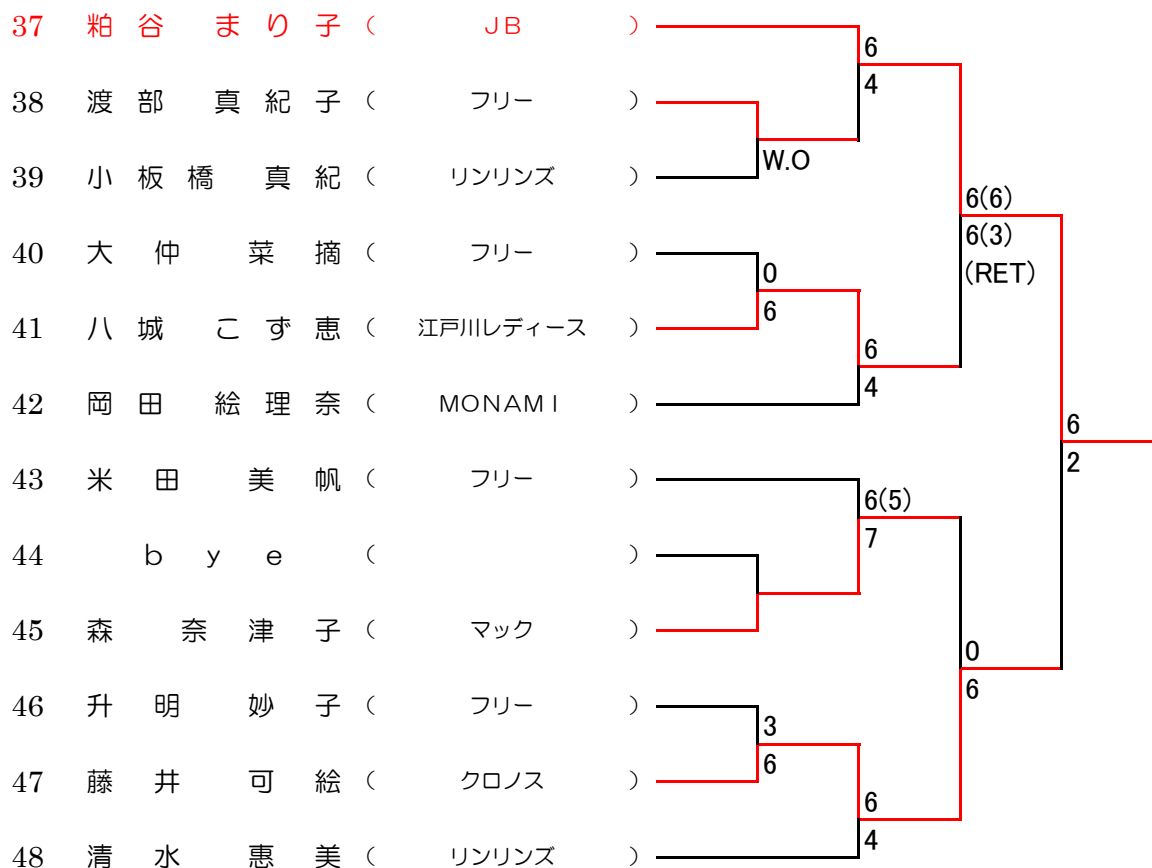 37 粕谷 まり子 ( JB )
6
4
38 渡部 真紀子 ( フリー )
W.O
39 小板橋 真紀 ( リンリンズ )
6(6)
6(3)
(RET)
40 大仲 菜摘 ( フリー )
0
6
41 八城 こず恵 ( 江戸川レディース )
6
4
42 岡田 絵理奈 ( MONAMI )
6
2
43 米田 美帆 ( フリー )
6(5)
7
44 bye ( )
45 森 奈津子 ( マック )
0
6
46 升明 妙子 ( フリー )
3
6
47 藤井 可絵 ( クロノス )
6
4
48 清水 恵美 ( リンリンズ )